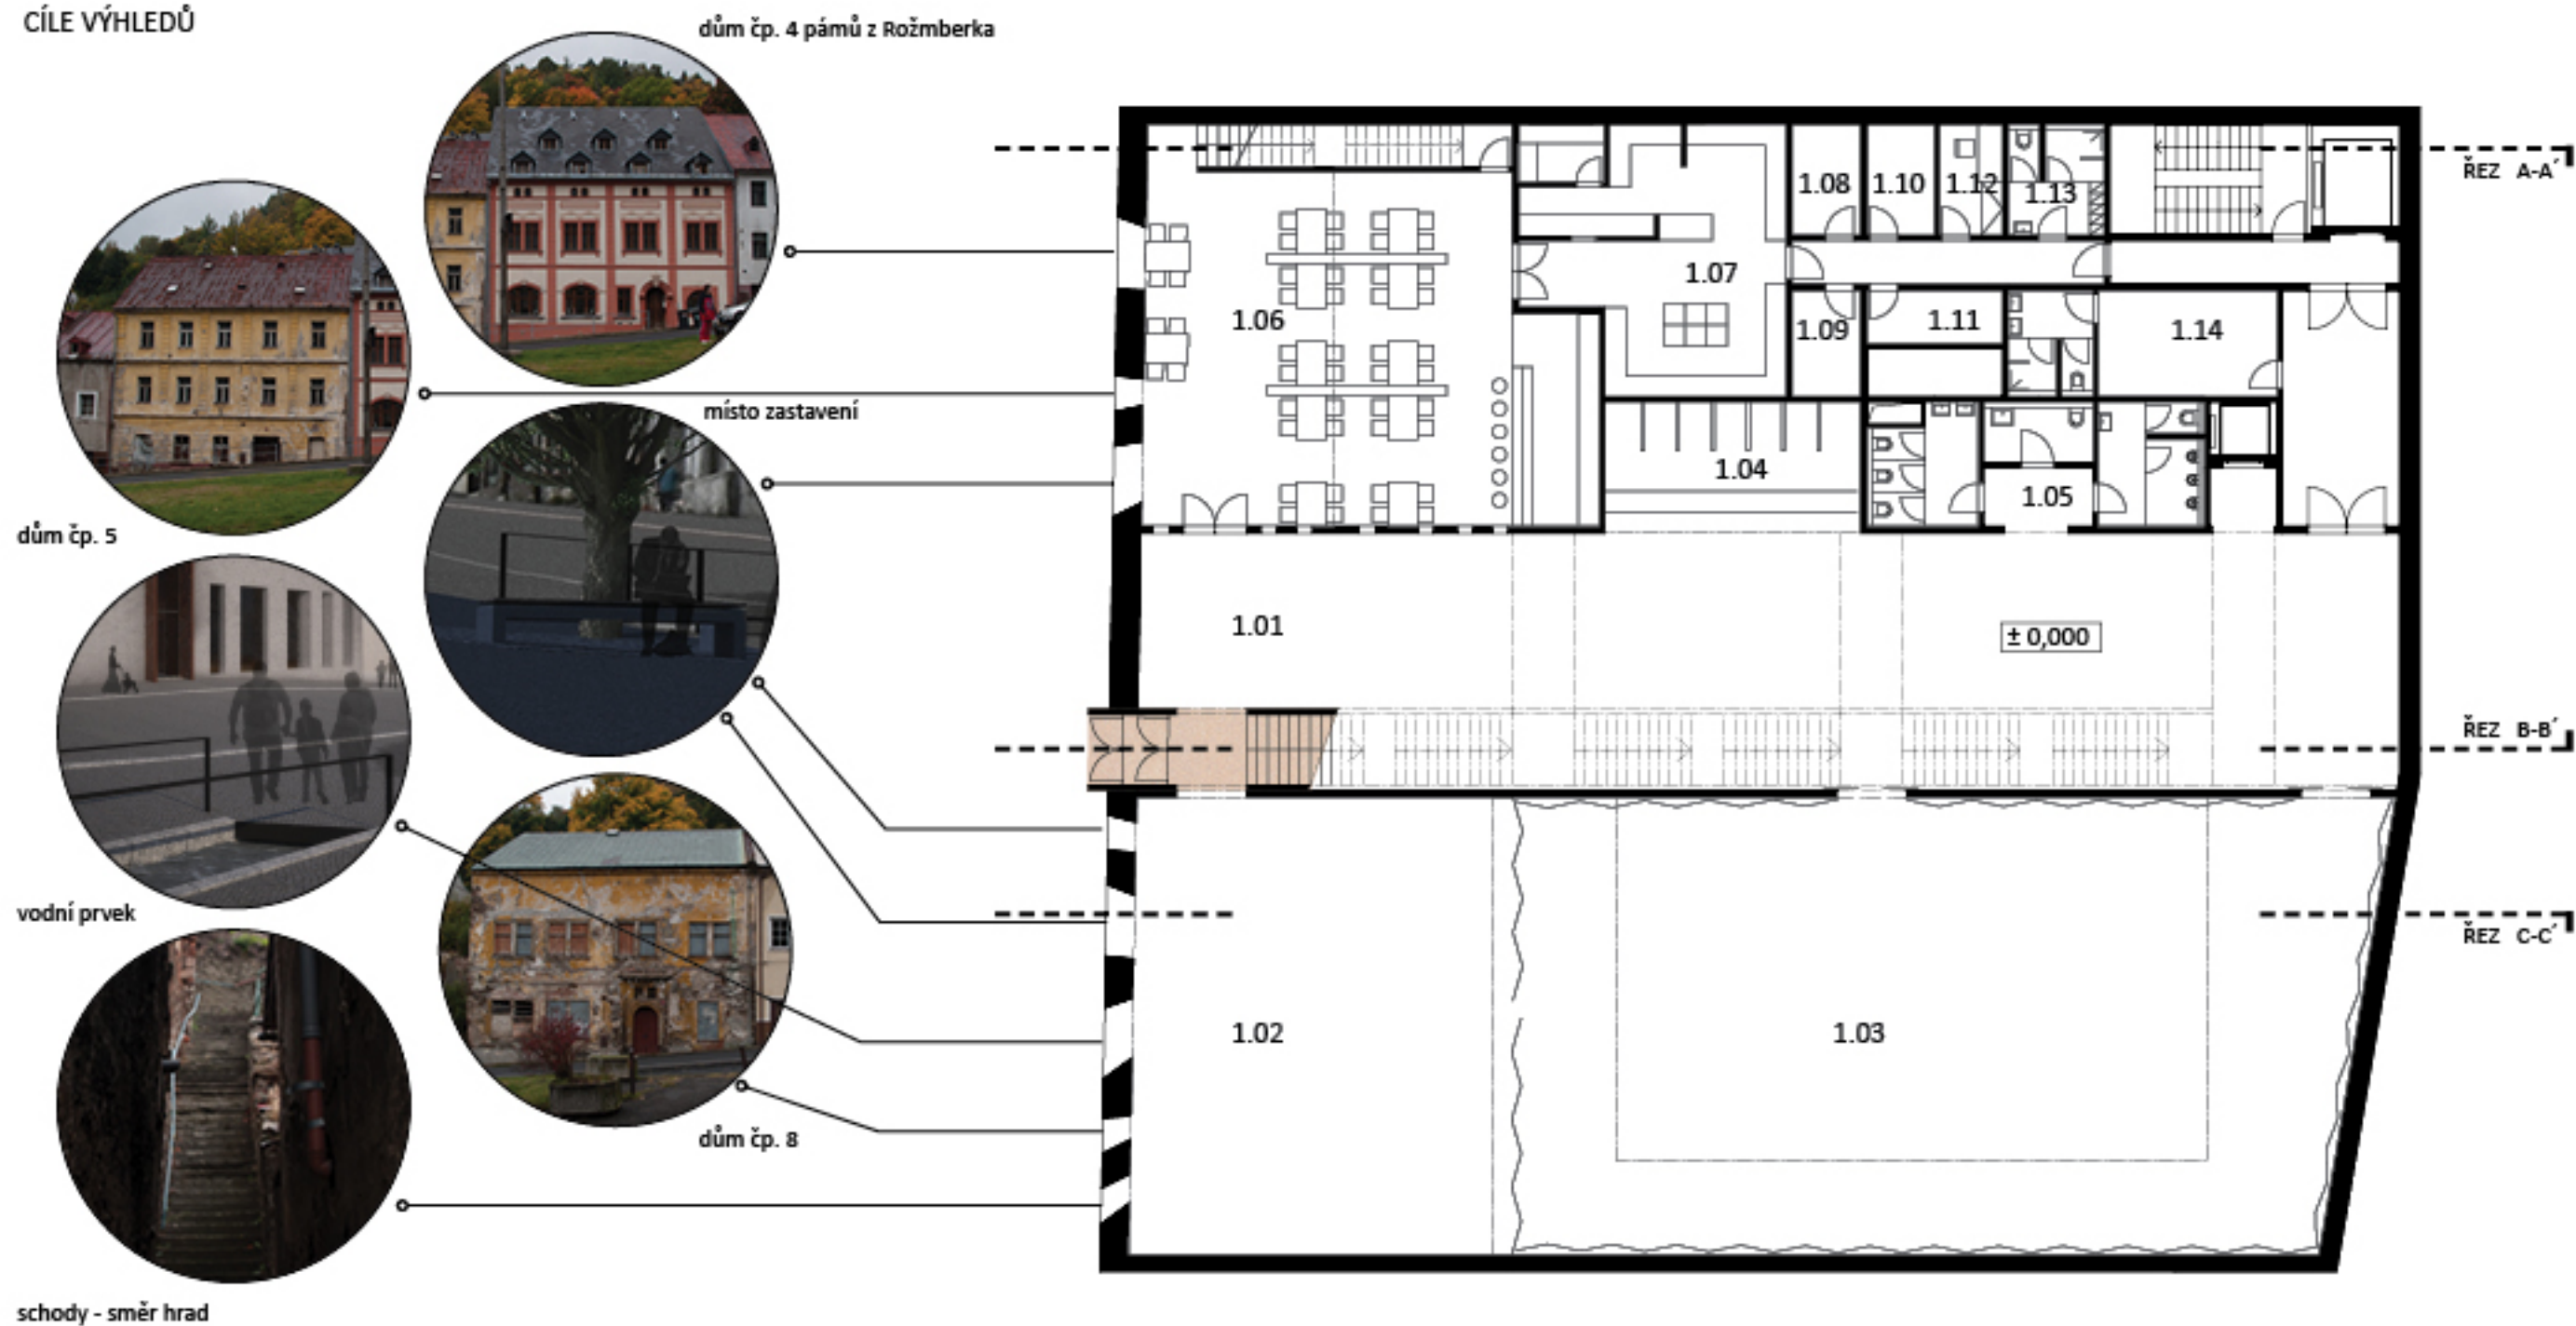 CÍLE VÝHLEDŮ
dům čp. 4 pámů z Rožmberka
dům čp. 5
místo zastavení
vodní prvek
dům čp. 8
schody - směr hrad
ŘEZ A-A´
1.08
1.10
1.12
1.13
1.07
1.06
1.09
1.11
1.14
1.04
1.05
1.01
± 0,000
ŘEZ B-B´
ŘEZ C-C´
1.02
1.03